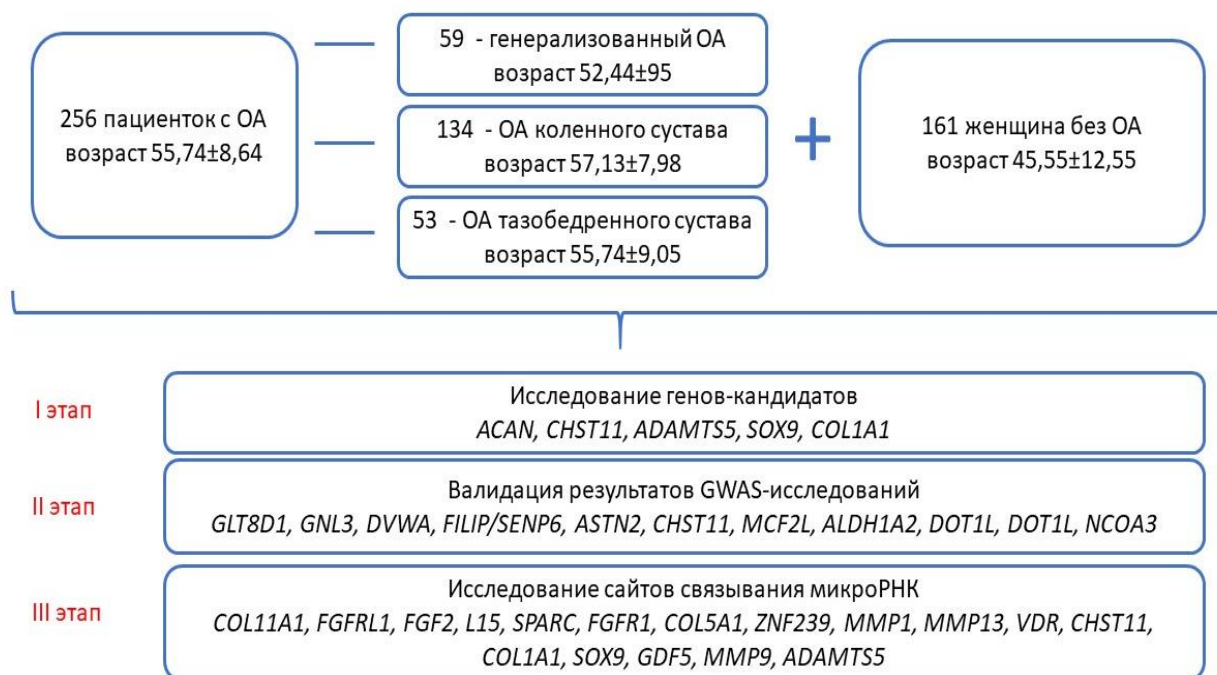 256 пациенток с ОА
возраст 55,74±8,64
59 - генерализованный ОА
возраст 52,44±95
134 - ОА коленного сустава
возраст 57,13±7,98
53 - ОА тазобедренного сустава
возраст 55,74±9,05
+
161 женщина без ОА
возраст 45,55±12,55
I этап
Исследование генов-кандидатов
ACAN, CHST11, ADAMTS5, SOX9, COL1A1
II этап
Валидация результатов GWAS-исследований
GLT8D1, GNL3, DVWA, FILIP/SENP6, ASTN2, CHST11, MCF2L, ALDH1A2, DOT1L, DOT1L, NCOA3
III этап
Исследование сайтов связывания микроРНК
COL11A1, FGFRL1, FGF2, L15, SPARC, FGFR1, COL5A1, ZNF239, MMP1, MMP13, VDR, CHST11,
COL1A1, SOX9, GDF5, MMP9, ADAMTS5